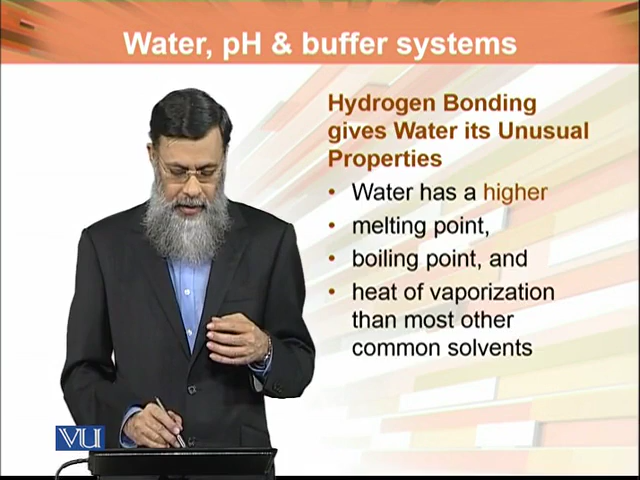 Water, pH & buffer systems
Hydrogen Bonding
gives Water its Unusual
Properties
• Water has a higher
• melting point,
• boiling point, and
• heat of vaporization
than most other
common solvents
VU